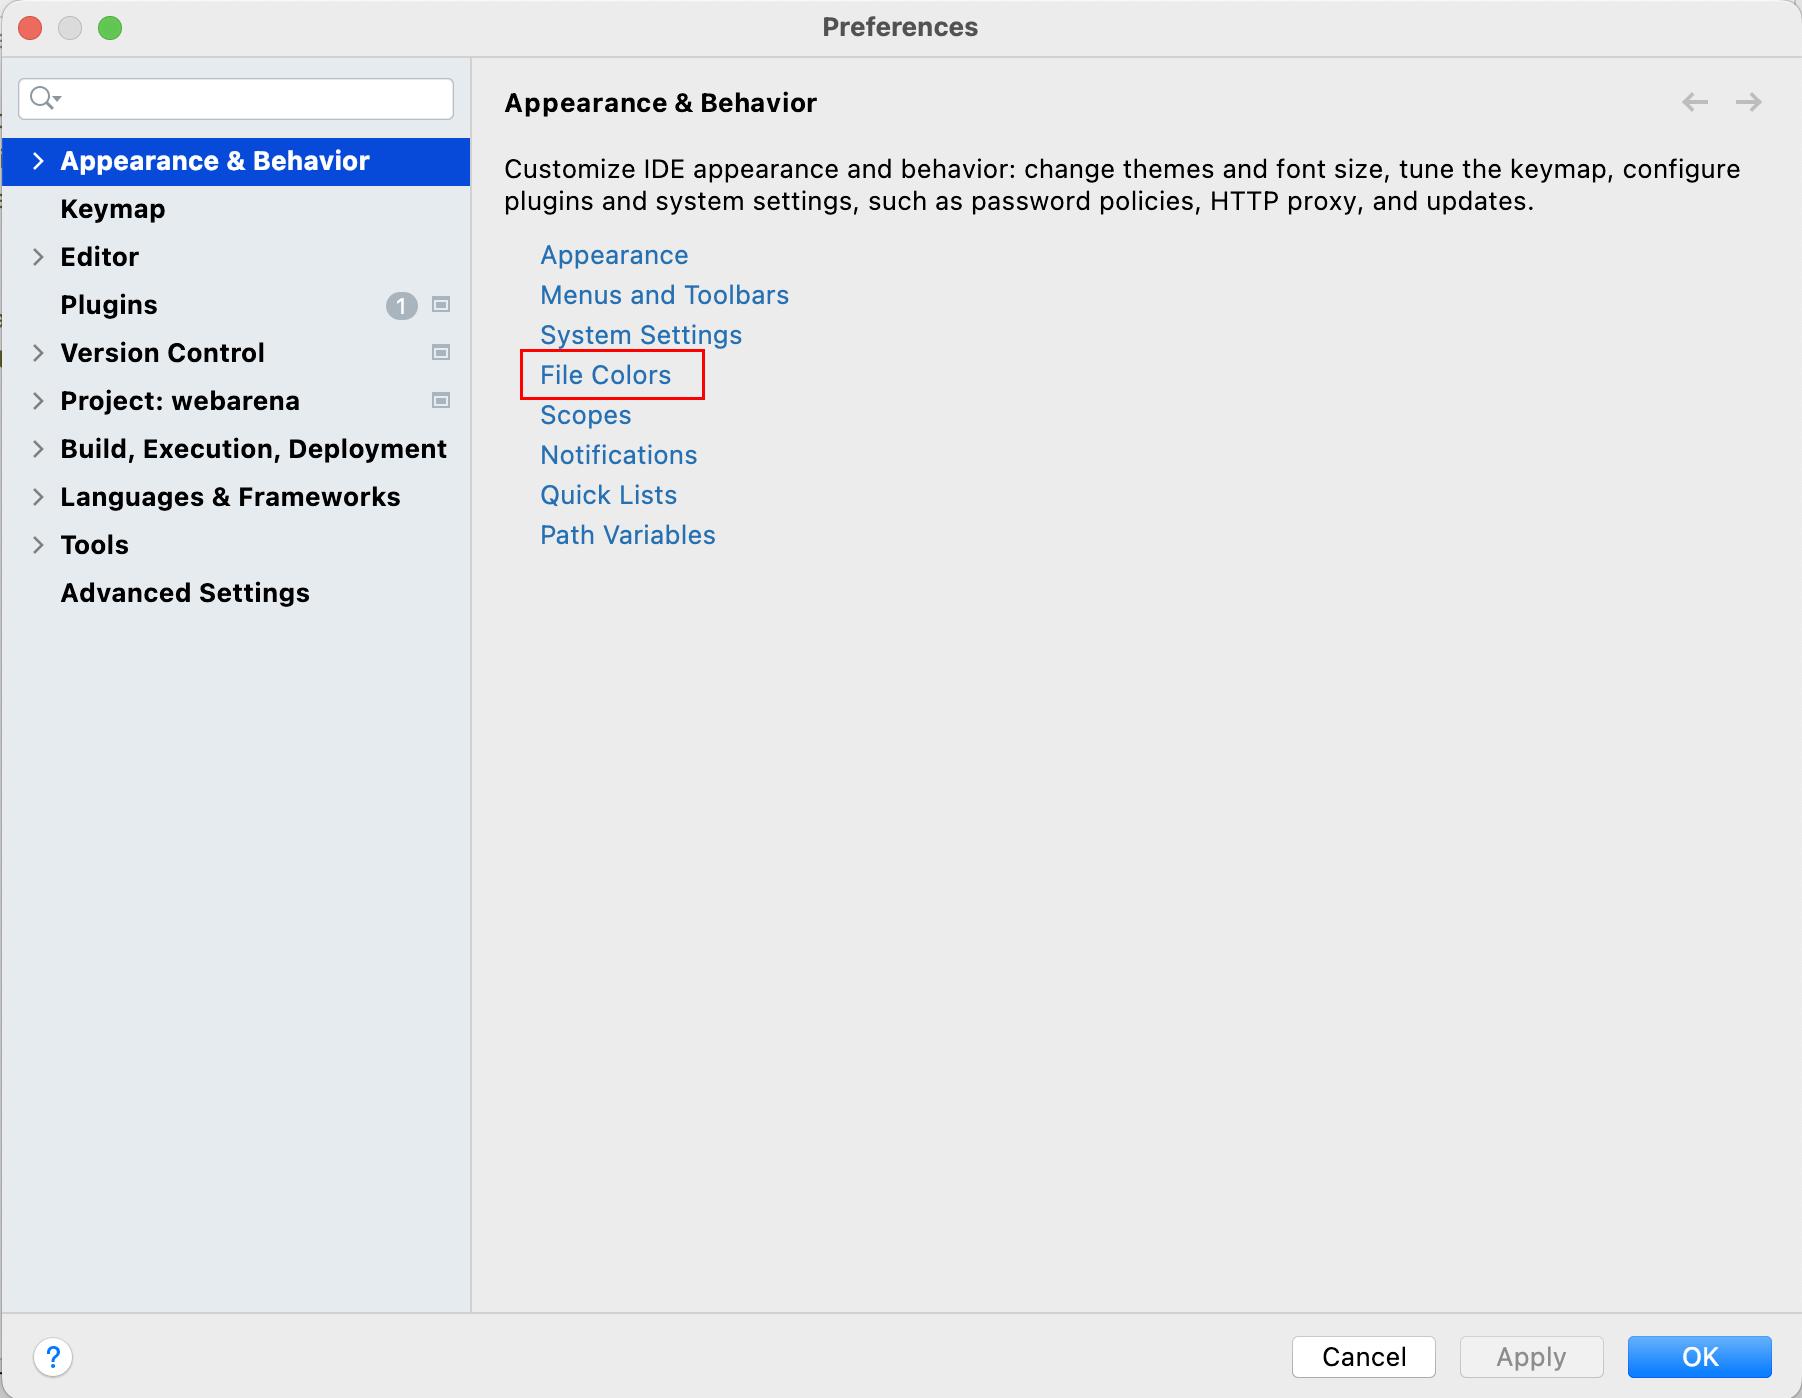 Preferences
Appearance & Behavior
Keymap
Editor
Plugins 1
Version Control
Project: webarena
Build, Execution, Deployment
Languages & Frameworks
Tools
Advanced Settings
Appearance & Behavior
Customize IDE appearance and behavior: change themes and font size, tune the keymap, configure
plugins and system settings, such as password policies, HTTP proxy, and updates.
Appearance
Menus and Toolbars
System Settings
File Colors
Scopes
Notifications
Quick Lists
Path Variables
?
Cancel
Apply
OK